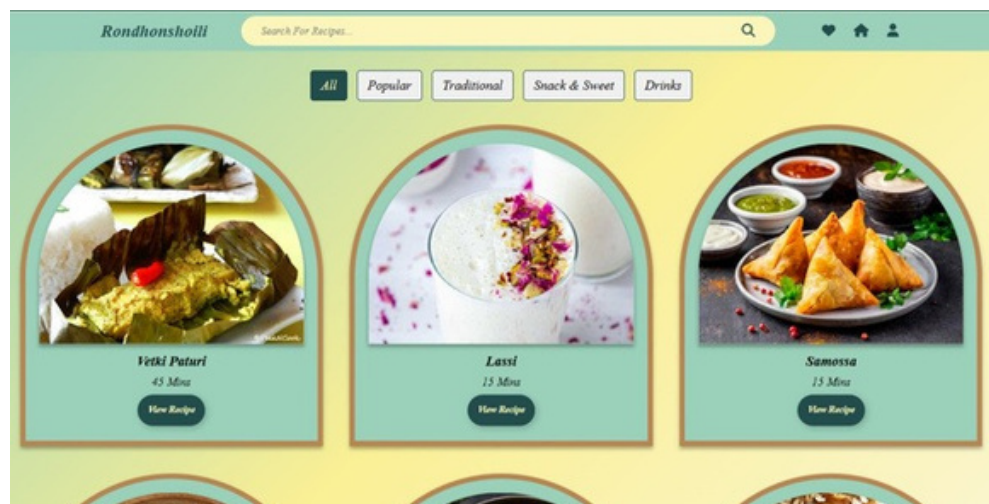 Rondhonshoili
Search For Recipes...
All
Popular
Traditional
Snack & Sweet
Drinks
Vetki Paturi
45 Mins
View Recipe
Lassi
15 Mins
View Recipe
Samossa
15 Mins
View Recipe